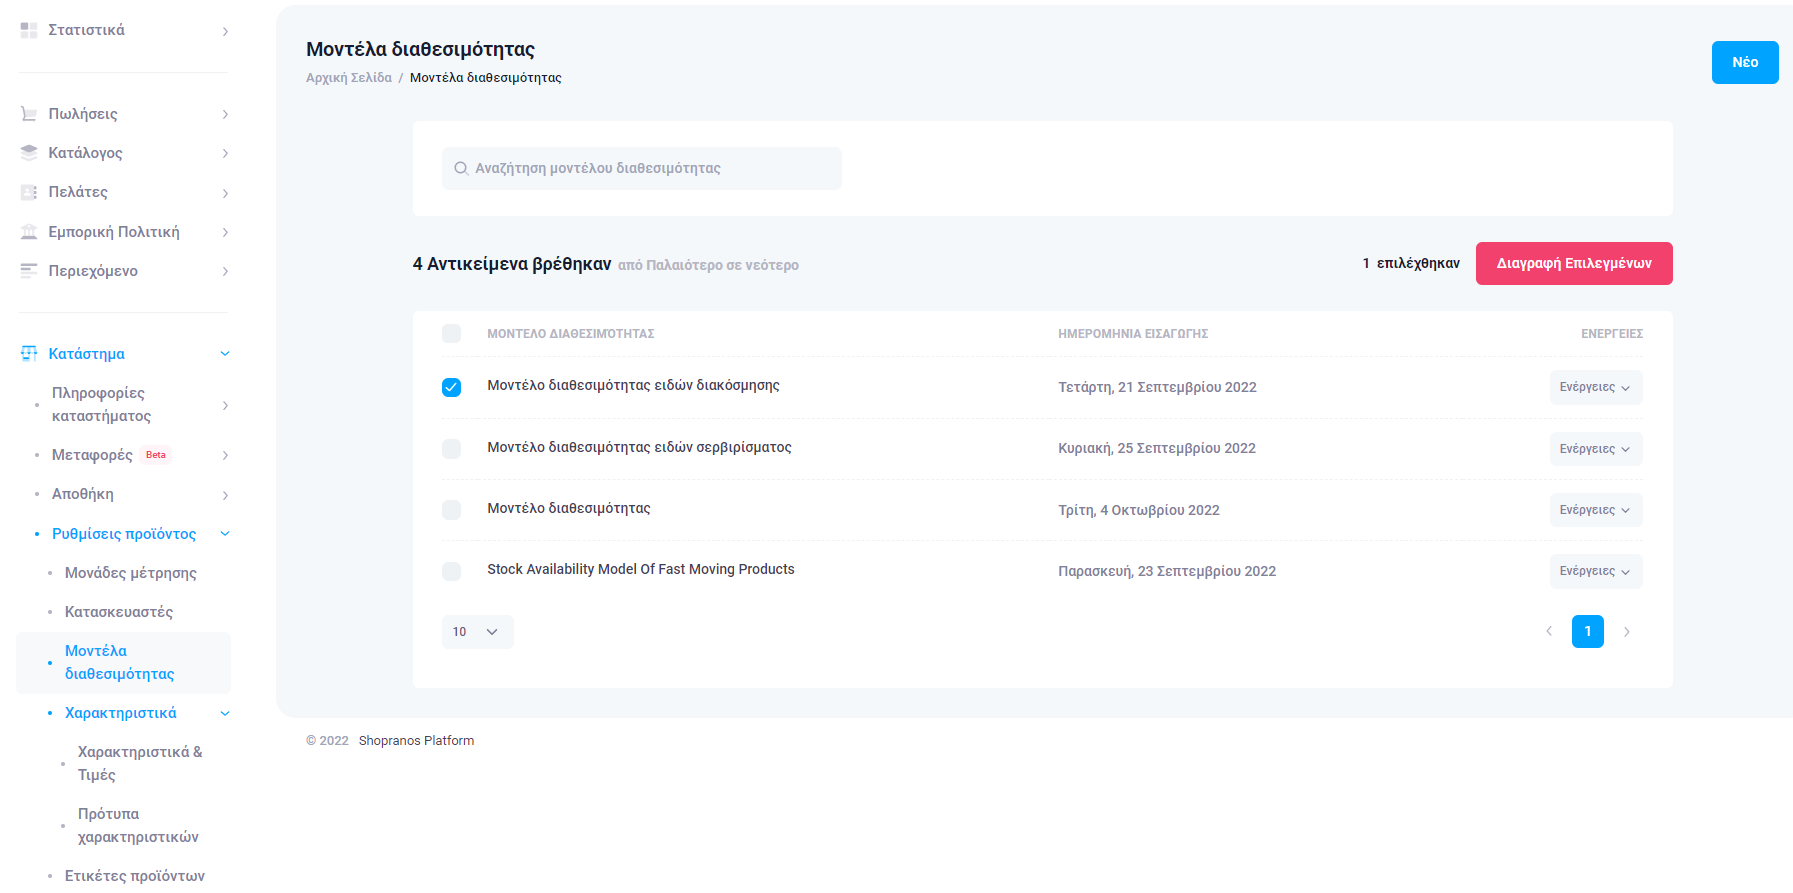 Στατιστικά
Πωλήσεις
Κατάλογος
Πελάτες
Εμπορική Πολιτική
Περιεχόμενο
Κατάστημα
Πληροφορίες
καταστήματος
Μεταφορές Beta
Αποθήκη
Ρυθμίσεις προϊόντος
Μονάδες μέτρησης
Κατασκευαστές
Μοντέλα
διαθεσιμότητας
Χαρακτηριστικά
Χαρακτηριστικά &
Τιμές
Πρότυπα
χαρακτηριστικών
Ετικέτες προϊόντων
Μοντέλα διαθεσιμότητας
Αρχική Σελίδα / Μοντέλα διαθεσιμότητας
Νέο
Αναζήτηση μοντέλου διαθεσιμότητας
4 Αντικείμενα βρέθηκαν από Παλαιότερο σε νεότερο
1 επιλέχθηκαν Διαγραφή Επιλεγμένων
ΜΟΝΤΕΛΟ ΔΙΑΘΕΣΙΜΌΤΗΤΑΣ ΗΜΕΡΟΜΗΝΙΑ ΕΙΣΑΓΩΓΗΣ ΕΝΕΡΓΕΙΕΣ
Μοντέλο διαθεσιμότητας ειδών διακόσμησης Τετάρτη, 21 Σεπτεμβρίου 2022 Ενέργειες
Μοντέλο διαθεσιμότητας ειδών σερβιρίσματος Κυριακή, 25 Σεπτεμβρίου 2022 Ενέργειες
Μοντέλο διαθεσιμότητας Τρίτη, 4 Οκτωβρίου 2022 Ενέργειες
Stock Availability Model Of Fast Moving Products Παρασκευή, 23 Σεπτεμβρίου 2022 Ενέργειες
10 1
© 2022 Shopranos Platform